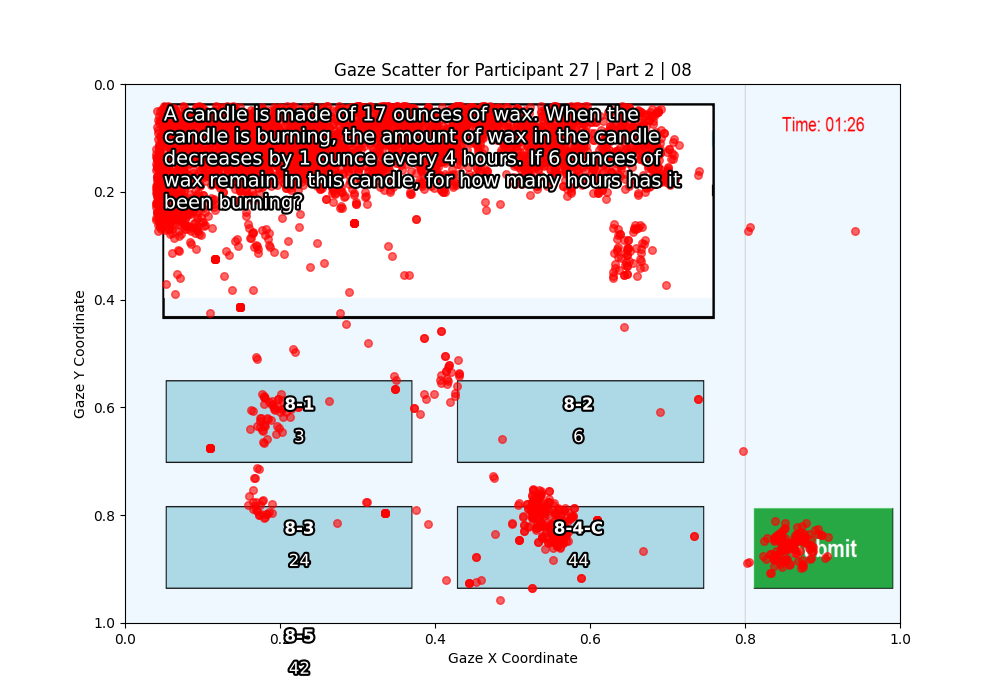 Gaze Scatter for Participant 27 | Part 2 | 08
A candle is made of 17 ounces of wax. When the
candle is burning, the amount of wax in the candle
decreases by 1 ounce every 4 hours. If 6 ounces of
wax remain in this candle, for how many hours has it
been burning?
Time: 01:26
0.0
0.2
0.4
0.6
0.8
1.0
Gaze Y Coordinate
8-1
3
8-2
6
8-3
24
8-4-C
44
8-5
42
0.0
0.2
0.4
0.6
0.8
1.0
Gaze X Coordinate